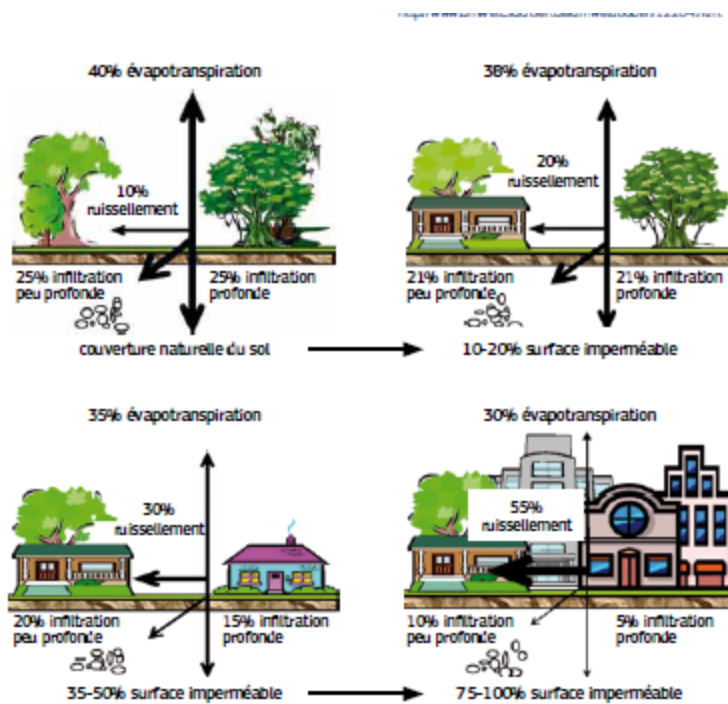 40% évapotranspiration
38% évapotranspiration
10%
ruissellement
20%
ruissellement
25% infiltration
peu profonde
25% infiltration
profonde
21% infiltration
peu profonde
21% infiltration
profonde
couverture naturelle du sol
10-20% surface imperméable
35% évapotranspiration
30% évapotranspiration
30%
ruissellement
55%
ruissellement
20% infiltration
peu profonde
15% infiltration
profonde
10% infiltration
peu profonde
5% infiltration
profonde
35-50% surface imperméable
75-100% surface imperméable